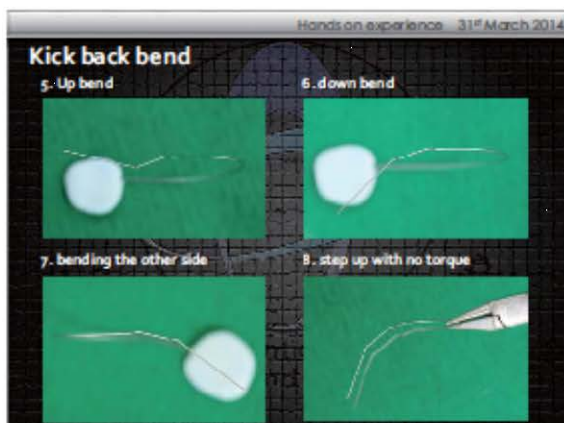 Hands on experience 31st March 2014
Kick back bend
5. Up bend
6. down bend
7. bending the other side
8. step up with no torque